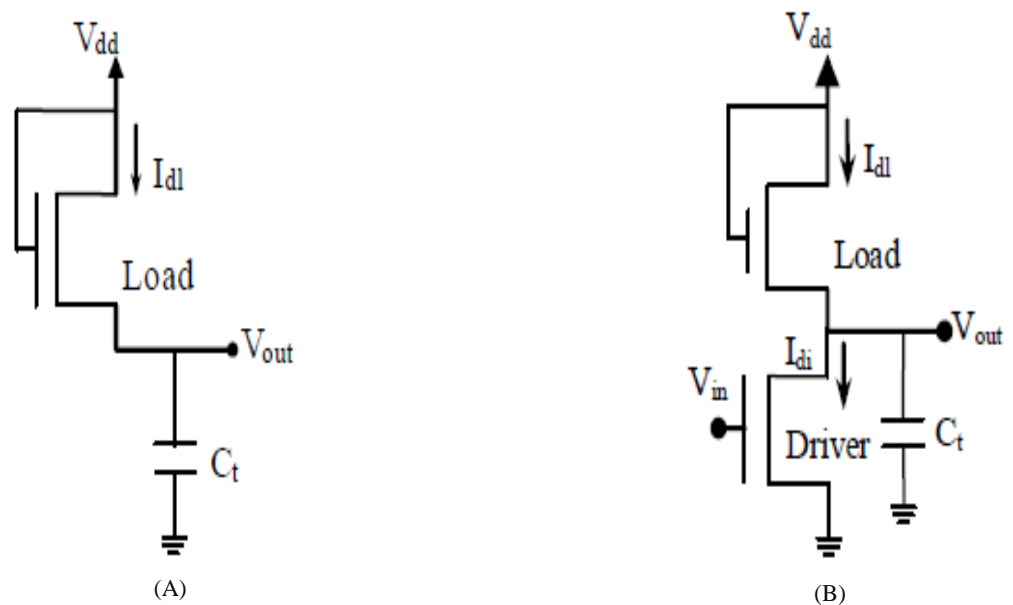 Vdd
Idl
Load
Vout
Ct
(A)
Vdd
Idl
Load
Vout
Idi
Vin
Driver
Ct
(B)